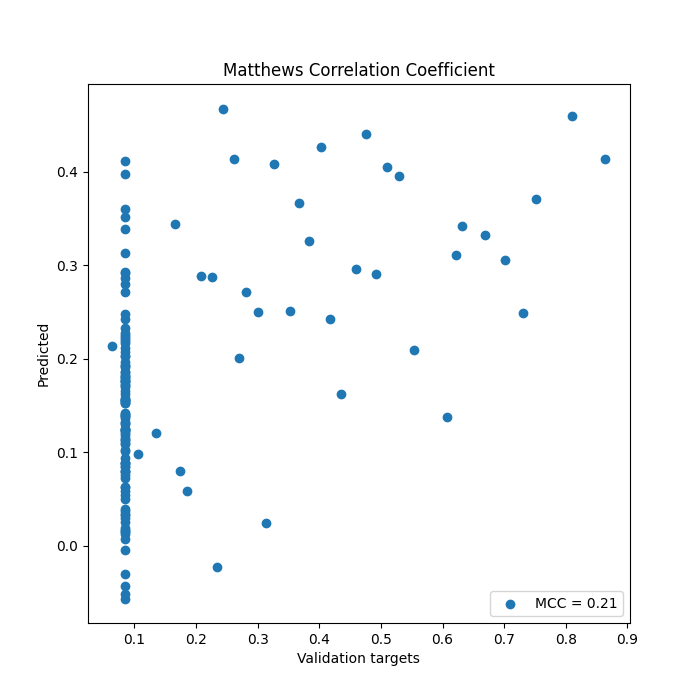 Matthews Correlation Coefficient
0.4
0.3
0.2
0.1
0.0
Predicted
MCC = 0.21
0.1 0.2 0.3 0.4 0.5 0.6 0.7 0.8 0.9
Validation targets